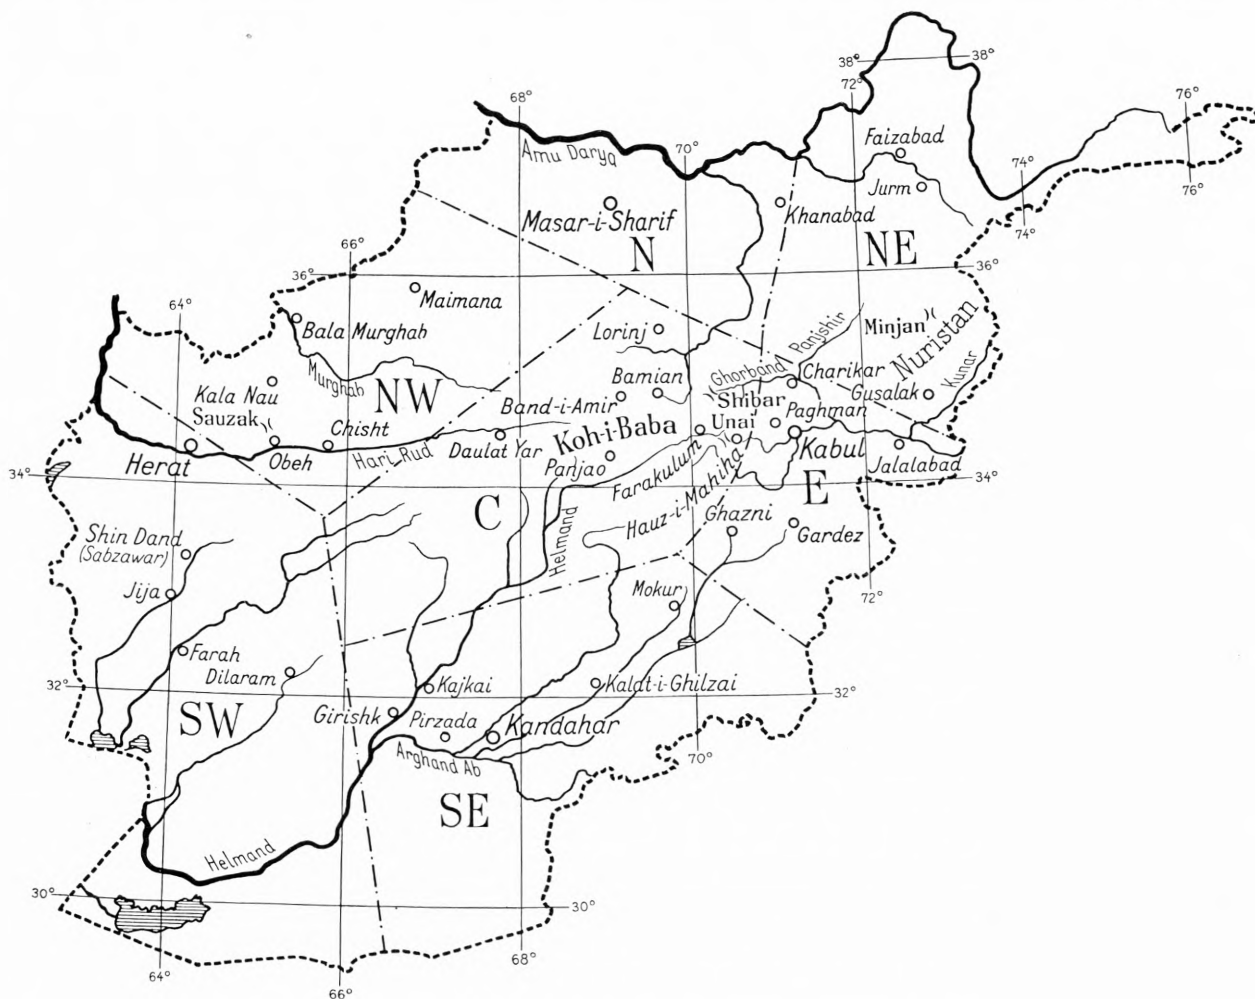 38°
38°
72°
68°
76°
Faizabad
Amu Darya
70°
74°
Jurm
76°
Khanabad
Masar-i-Sharif
74°
N
NE
66°
36°
36°
Maimana
64°
Minjan
Nuristan
Bala Murghah
Lorinj
Panjshir
Murghah
Ghorband
Charikar
Kunar
Kala Nau
NW
Bamian
Gusalak
Sauzak
Band-i-Amir
Shibar
Paghman
Chisht
Koh-i-Baba
Unai
Herat
Obeh
Hari Rud
Daulat Yar
Kabul
Panjao
Farakulum
Jalalabad
34°
34°
C
Hauz-i-Mahiha
E
Helmand
Ghazni
Gardez
Shin Dand
(Sabzawar)
Jija
Mokur
72°
Farah
Dilaram
32°
Kajkai
Kalat-i-Ghilzai
32°
SW
Girishk
Pirzada
Kandahar
Arghand Ab
70°
SE
Helmand
30°
30°
64°
68°
66°